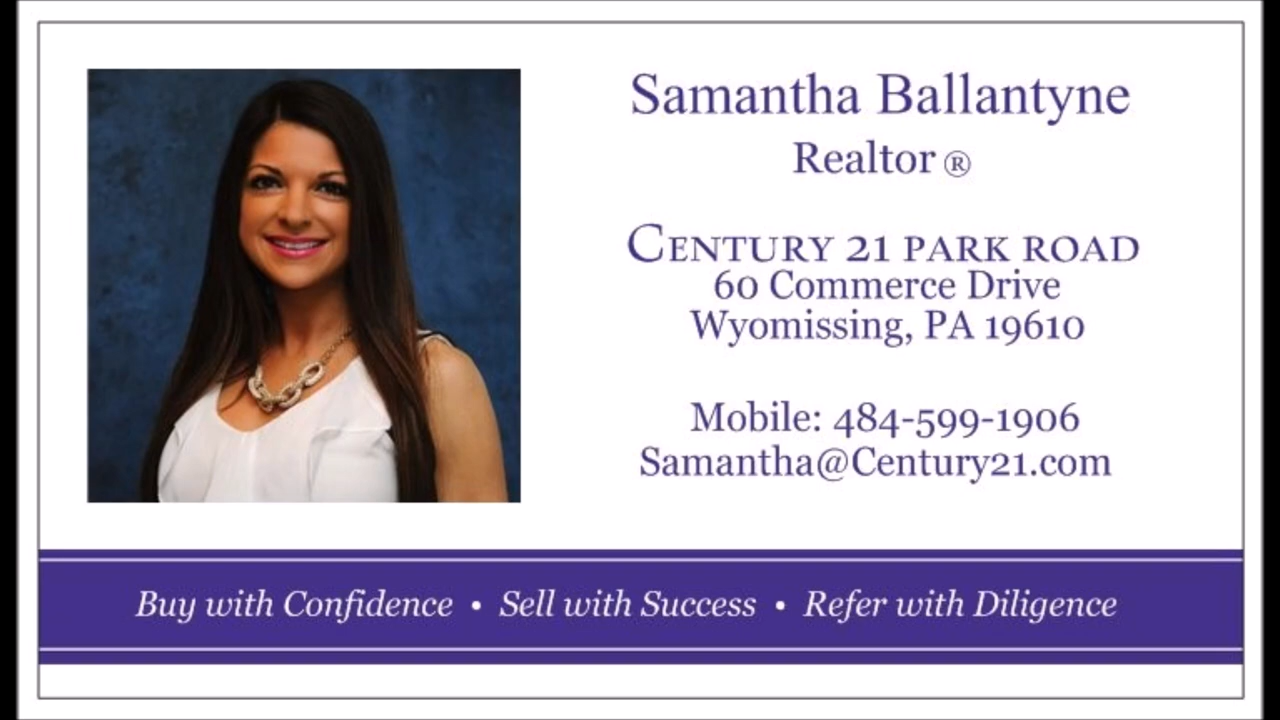 Samantha Ballantyne
Realtor ®
CENTURY 21 PARK ROAD
60 Commerce Drive
Wyomissing, PA 19610
Mobile: 484-599-1906
Samantha@Century21.com
Buy with Confidence • Sell with Success • Refer with Diligence